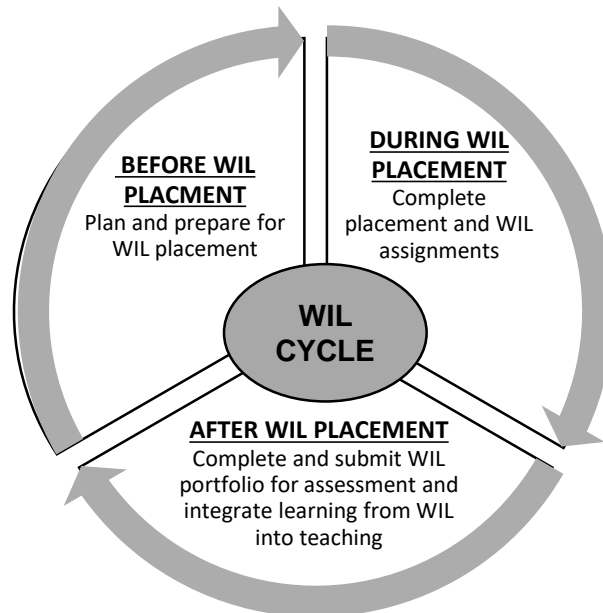 BEFORE WIL
PLACMENT
Plan and prepare for
WIL placement
DURING WIL
PLACEMENT
Complete
placement and WIL
assignments
WIL
CYCLE
AFTER WIL PLACEMENT
Complete and submit WIL
portfolio for assessment and
integrate learning from WIL
into teaching